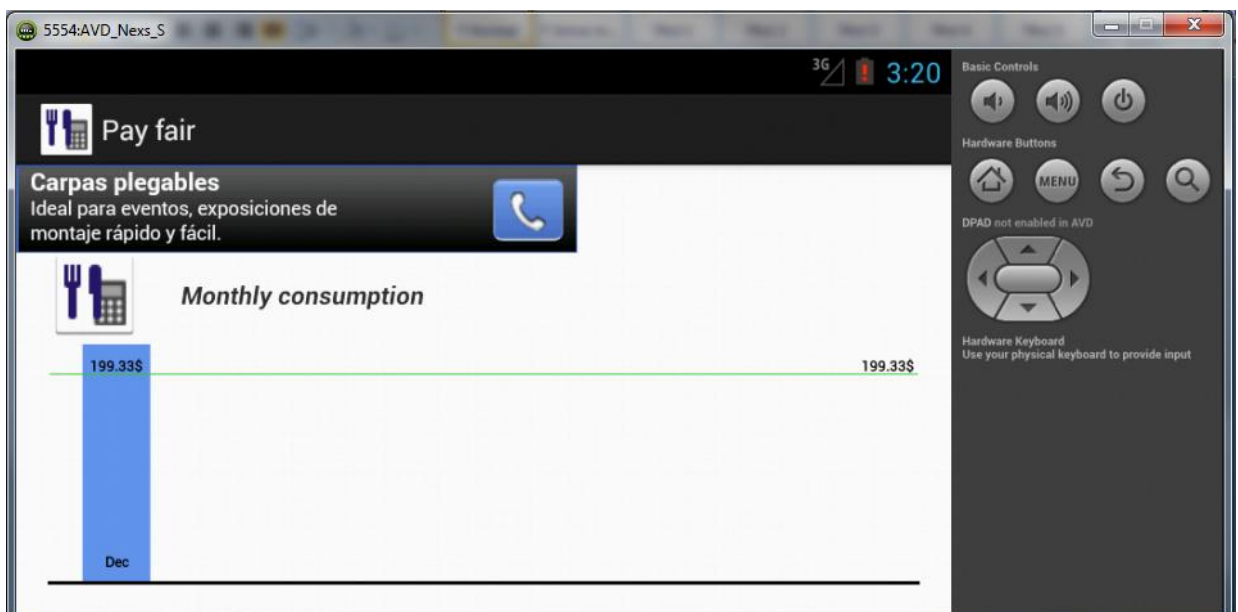 5554:AVD_Nexs_S
3G
3:20
Pay fair
Carpas plegables
Ideal para eventos, exposiciones de
montaje rápido y fácil.
Monthly consumption
199.33$
199.33$
Dec
Basic Controls
Hardware Buttons
MENU
DPAD not enabled in AVD
Hardware Keyboard
Use your physical keyboard to provide input